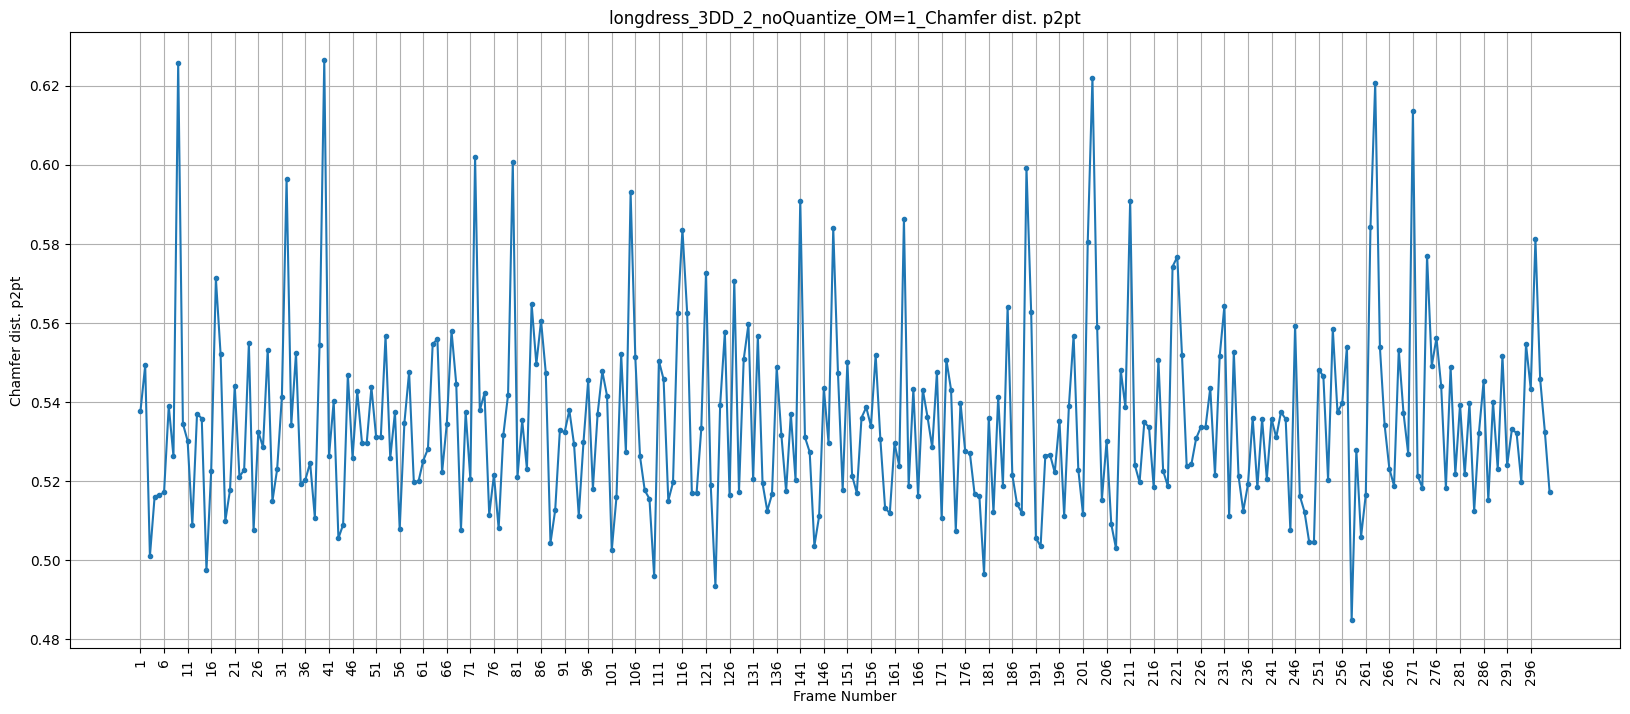 longdress_3DD_2_noQuantize_OM=1_Chamfer dist. p2pt
Chamfer dist. p2pt
0.62
0.60
0.58
0.56
0.54
0.52
0.50
0.48
1 6 11 16 21 26 31 36 41 46 51 56 61 66 71 76 81 86 91 96 101 106 111 116 121 126 131 136 141 146 151 156 161 166 171 176 181 186 191 196 201 206 211 216 221 226 231 236 241 246 251 256 261 266 271 276 281 286 291 296
Frame Number